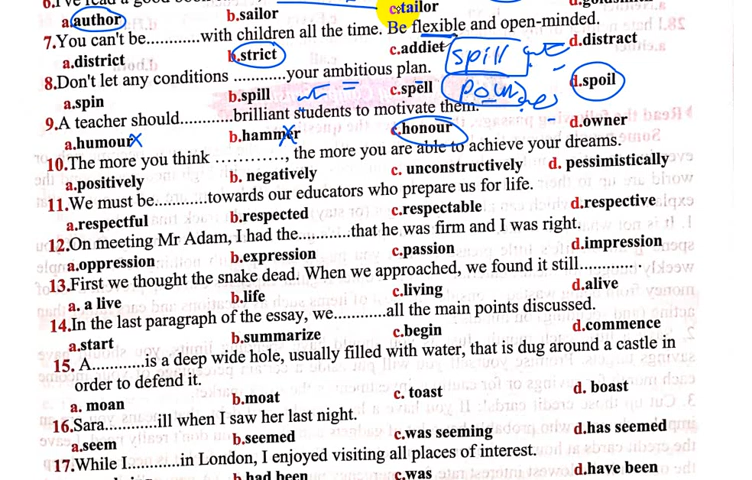 a.author b.sailor c.tailor
7.You can't be..........with children all the time. Be flexible and open-minded.
a.district b.strict c.addict d.distract
spill
8.Don't let any conditions ............your ambitious plan.
a.spin b.spill c.spell d.spoil
9.A teacher should..........brilliant students to motivate them.
a.humour b.hammer c.honour d.owner
10.The more you think ............, the more you are able to achieve your dreams.
a.positively b. negatively c. unconstructively d. pessimistically
11.We must be...........towards our educators who prepare us for life.
a.respectful b.respected c.respectable d.respective
12.On meeting Mr Adam, I had the...........that he was firm and I was right.
a.oppression b.expression c.passion d.impression
13.First we thought the snake dead. When we approached, we found it still.............
a. a live b.life c.living d.alive
14.In the last paragraph of the essay, we...........all the main points discussed.
a.start b.summarize c.begin d.commence
15. A............is a deep wide hole, usually filled with water, that is dug around a castle in
order to defend it.
a. moan b.moat c. toast d. boast
16.Sara...........ill when I saw her last night.
a.seem b.seemed c.was seeming d.has seemed
17.While I...........in London, I enjoyed visiting all places of interest.
b.had been c.was d.have been